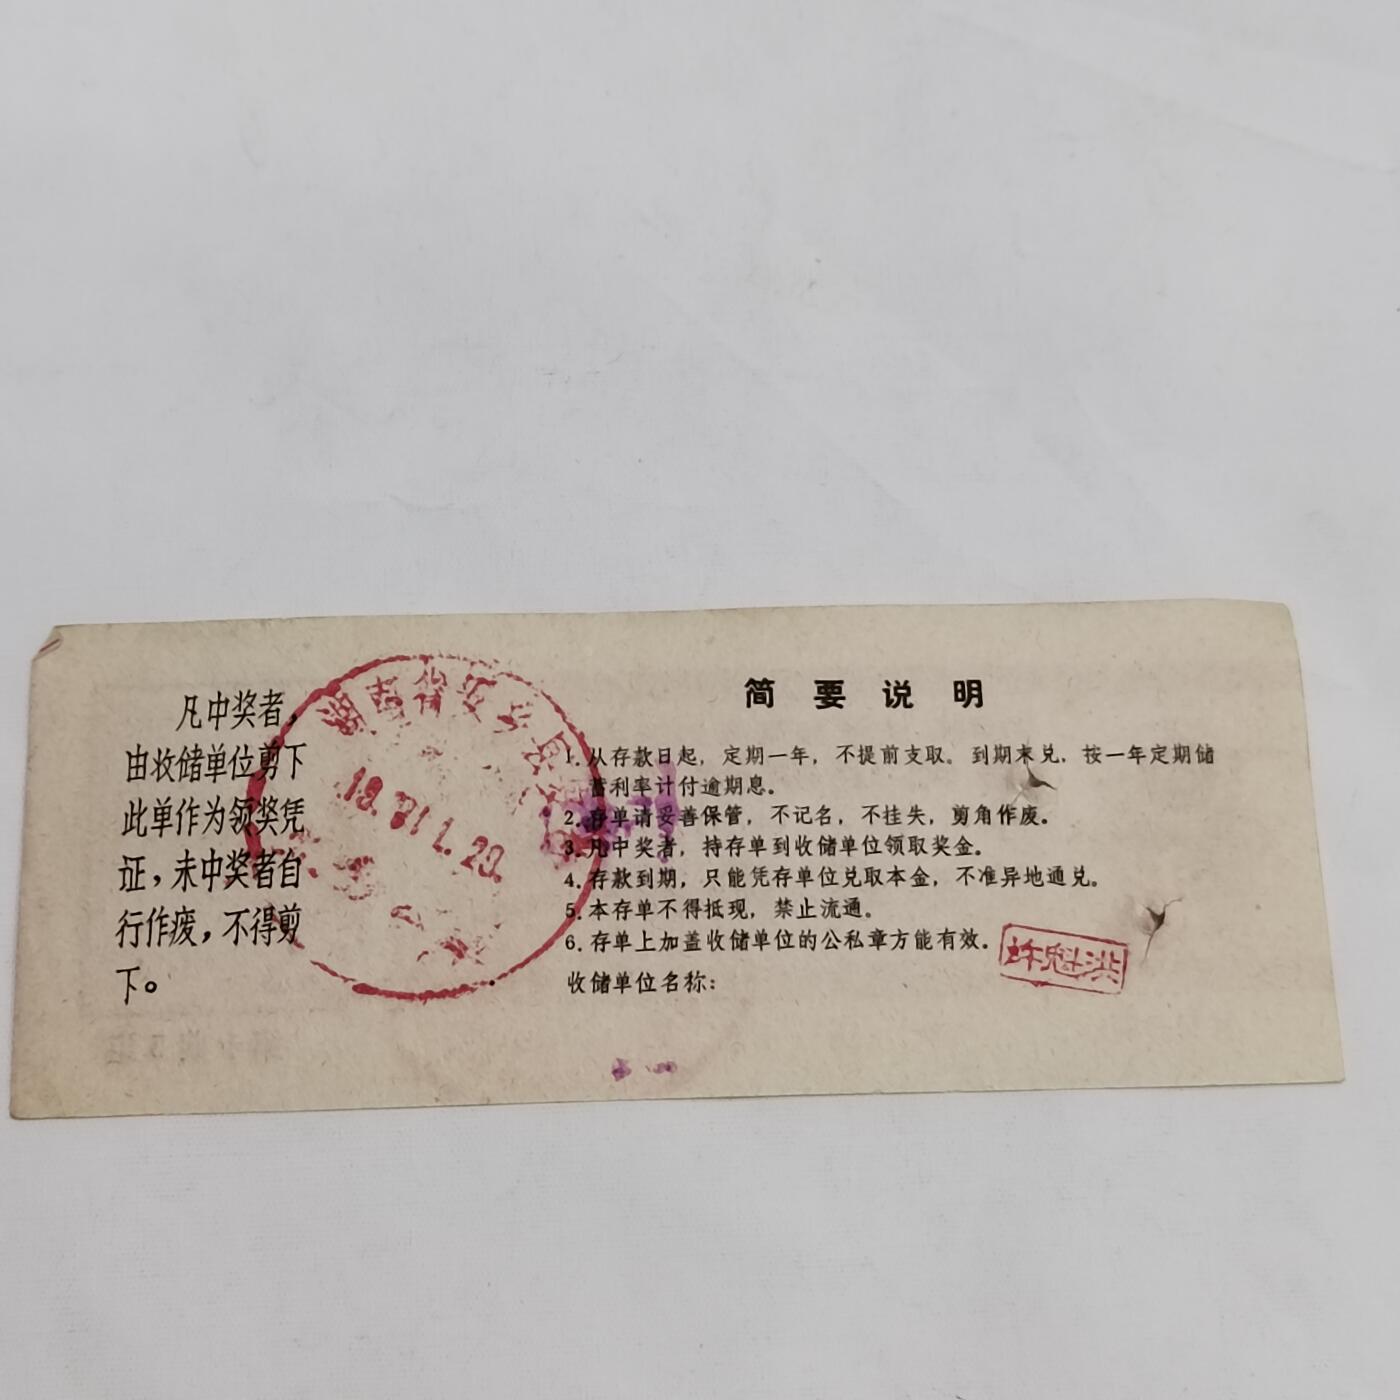 凡中奖者，
由收储单位剪下
此单作为领奖凭
证，未中奖者自
行作废，不得剪
下。
湖南省
19 81 1. 20.
简要说明
1. 从存款日起，定期一年，不提前支取。到期未兑，按一年定期储
蓄利率计付逾期息。
2. 存单请妥善保管，不记名，不挂失，剪角作废。
3. 凡中奖者，持存单到收储单位领取奖金。
4. 存款到期，只能凭存单位兑取本金，不准异地通兑。
5. 本存单不得抵现，禁止流通。
6. 存单上加盖收储单位的公私章方能有效。
收储单位名称：